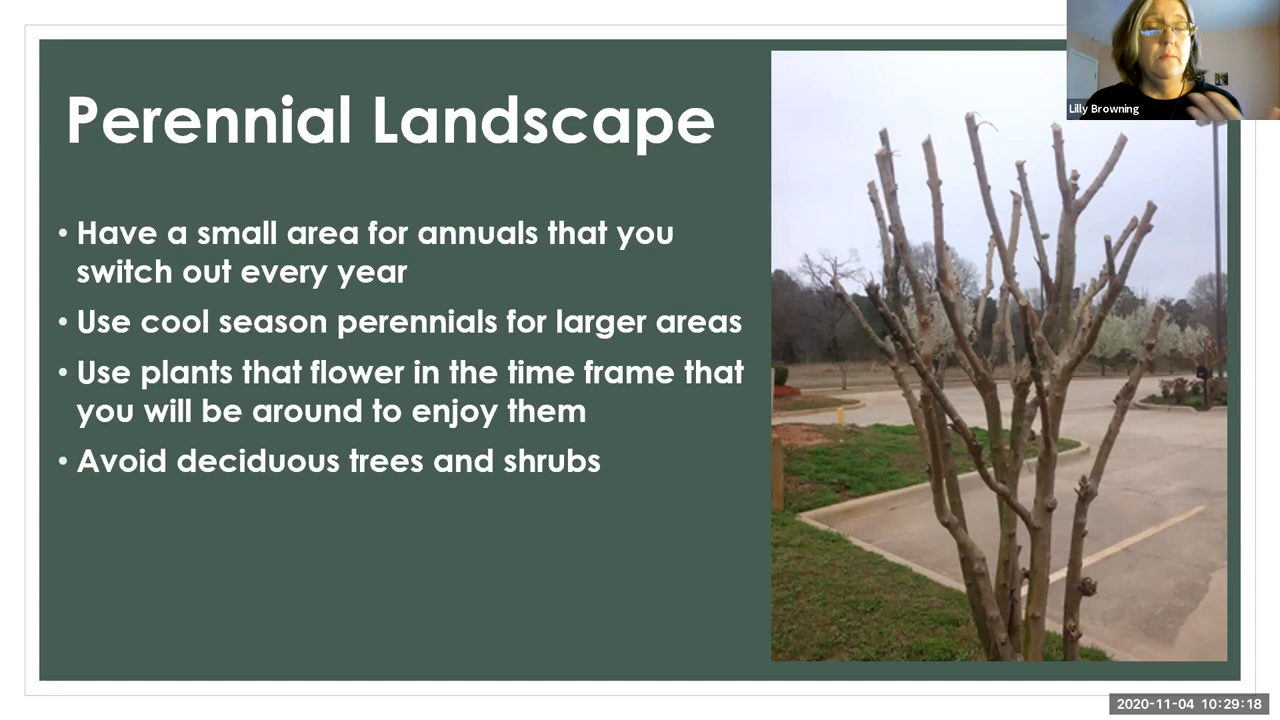 Perennial Landscape
• Have a small area for annuals that you
switch out every year
• Use cool season perennials for larger areas
• Use plants that flower in the time frame that
you will be around to enjoy them
• Avoid deciduous trees and shrubs
Lilly Browning
2020-11-04 10:29:18